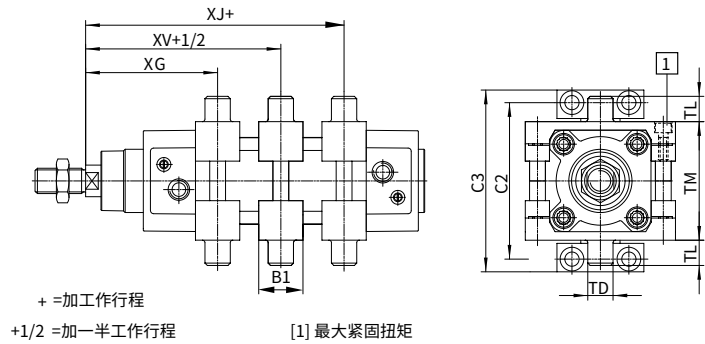 XJ+
XV+1/2
XG
B1
1
C3
C2
TL
TM
TL
TD
+ =加工作行程
+1/2 =加一半工作行程
[1] 最大紧固扭矩